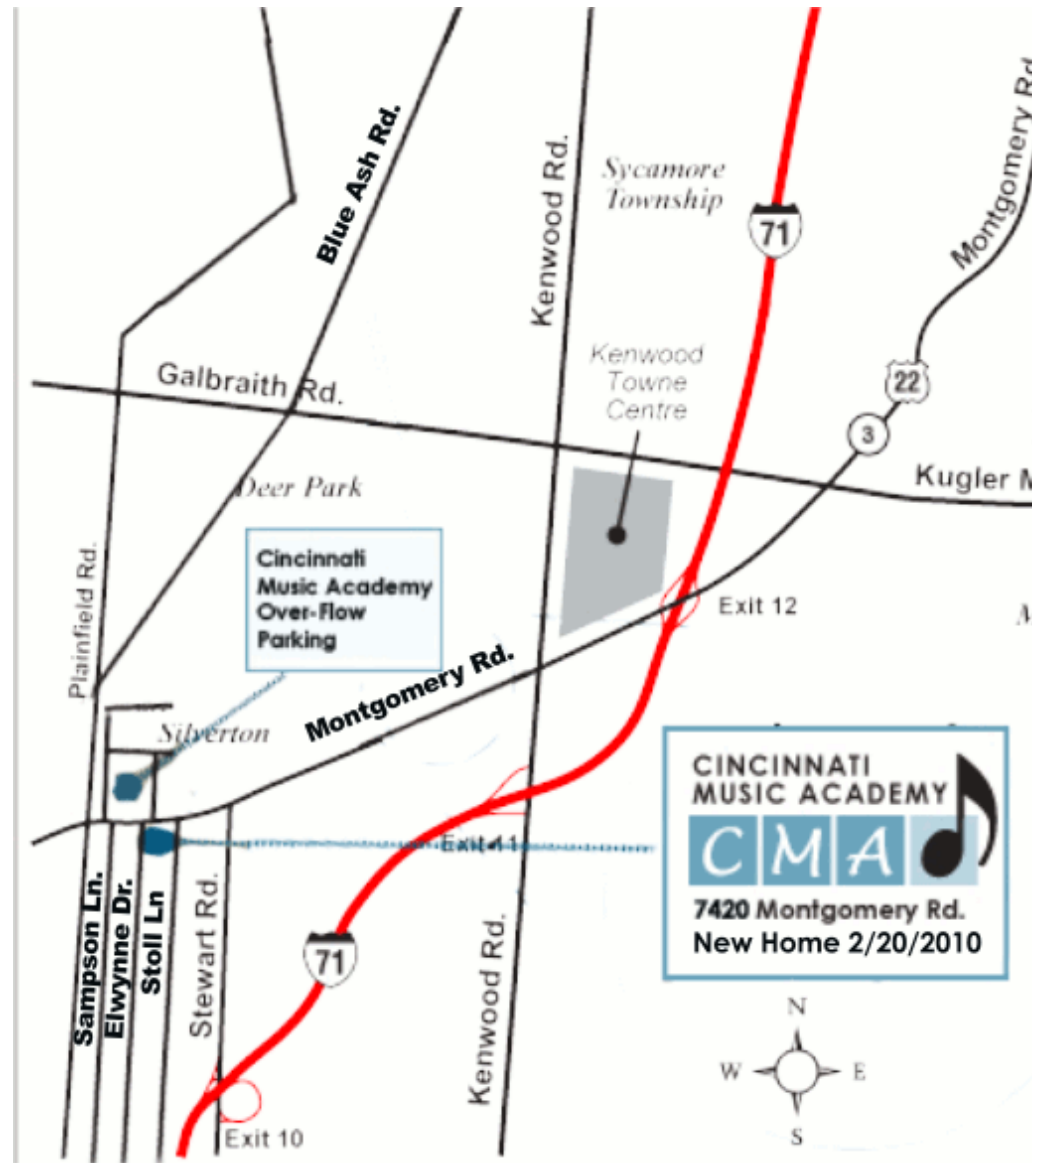 Blue Ash Rd.
Kenwood Rd.
Sycamore
Township
71
Montgomery Rd
Kenwood
Towne
Centre
22
3
Galbraith Rd.
Kugler
Deer Park
Cincinnati
Music Academy
Over-Flow
Parking
Plainfield Rd.
Exit 12
Montgomery Rd.
Silverton
CINCINNATI
MUSIC ACADEMY
CMA
7420 Montgomery Rd.
New Home 2/20/2010
Exit 11
Sampson Ln.
Elwynne Dr.
Stoll Ln
Stewart Rd.
71
Kenwood Rd.
N
W E
S
Exit 10